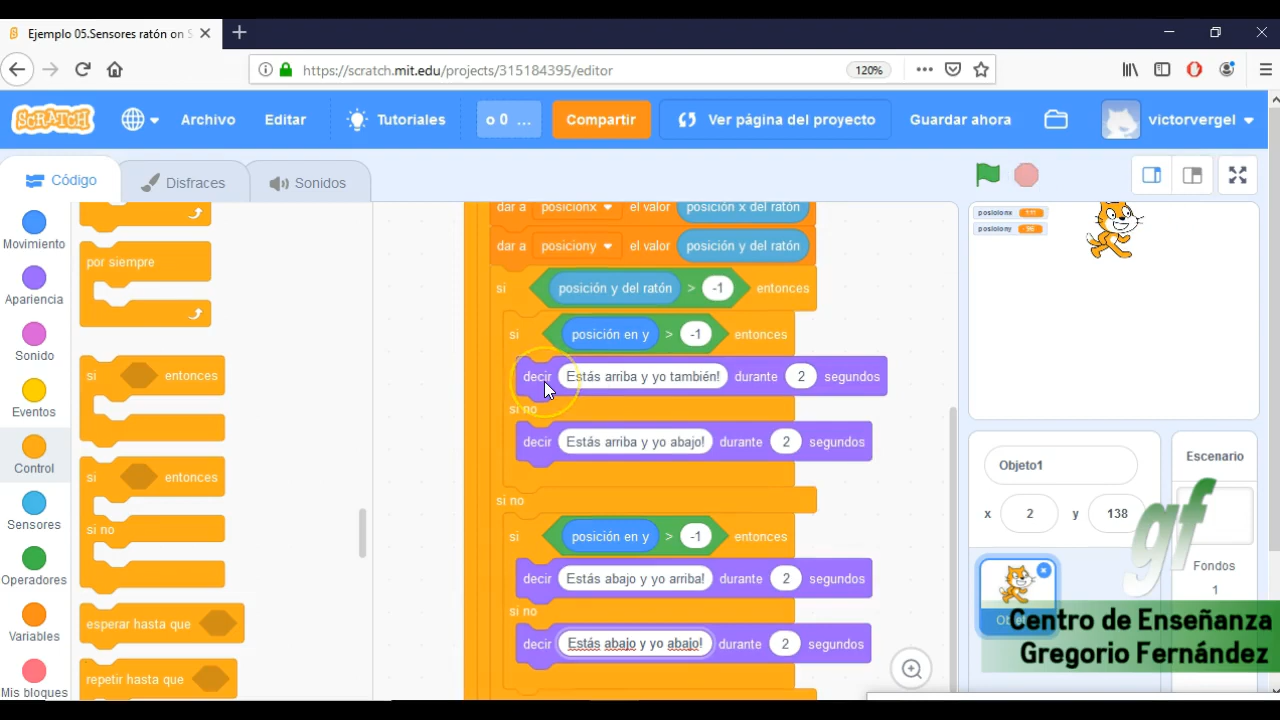 Ejemplo 05.Sensores ratón on S
https://scratch.mit.edu/projects/315184395/editor
120%
SCRATCH
Archivo
Editar
Tutoriales
o 0 ...
Compartir
Ver página del proyecto
Guardar ahora
victorvergel
Código
Disfraces
Sonidos
Movimiento
Apariencia
Sonido
Eventos
Control
Sensores
Operadores
Variables
Mis bloques
por siempre
si entonces
si entonces
si no
esperar hasta que
repetir hasta que
dar a posicionx el valor posición x del ratón
dar a posiciony el valor posición y del ratón
si posición y del ratón > -1 entonces
si posición en y > -1 entonces
decir Estás arriba y yo también! durante 2 segundos
si no
decir Estás arriba y yo abajo! durante 2 segundos
si no
si posición en y > -1 entonces
decir Estás abajo y yo arriba! durante 2 segundos
si no
decir Estás abajo y yo abajo! durante 2 segundos
posicionx
posiciony
Objeto1
x 2 y 138
Escenario
Fondos
1
gf
Centro de Enseñanza
Gregorio Fernández